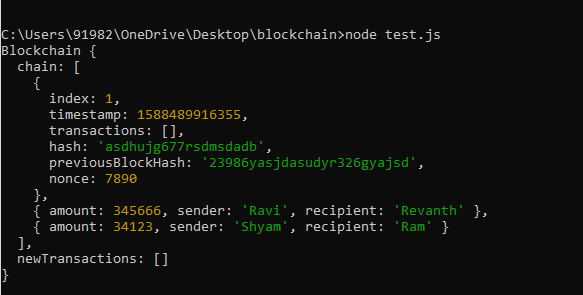 C:\Users\91982\OneDrive\Desktop\blockchain>node test.js
Blockchain {
  chain: [
    {
      index: 1,
      timestamp: 1588489916355,
      transactions: [],
      hash: 'asdhujg677rsdmsdadb',
      previousBlockHash: '23986yasjdasudyr326gyajsd',
      nonce: 7890
    },
    { amount: 345666, sender: 'Ravi', recipient: 'Revanth' },
    { amount: 34123, sender: 'Shyam', recipient: 'Ram' }
  ],
  newTransactions: []
}